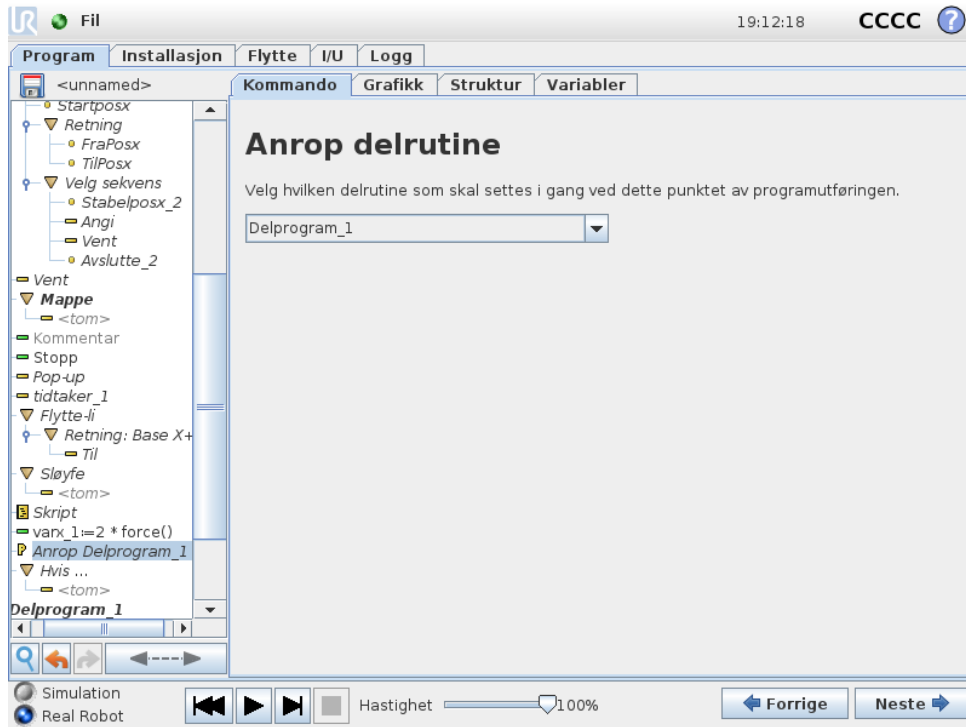 UR Fil 19:12:18 CCCC ?
Program Installasjon Flytte I/U Logg
<unnamed>
Kommando Grafikk Struktur Variabler
Startposx
Retning
FraPosx
TilPosx
Velg sekvens
Stabelposx_2
Angi
Vent
Avslutte_2
Vent
Mappe
<tom>
Kommentar
Stopp
Pop-up
tidtaker_1
Flytte-li
Retning: Base X+
Til
Sløyfe
<tom>
Skript
varx_1:=2 * force()
Anrop Delprogram_1
Hvis ...
<tom>
Delprogram_1
Anrop delrutine
Velg hvilken delrutine som skal settes i gang ved dette punktet av programutføringen.
Delprogram_1
Simulation
Real Robot
Hastighet 100%
Forrige
Neste